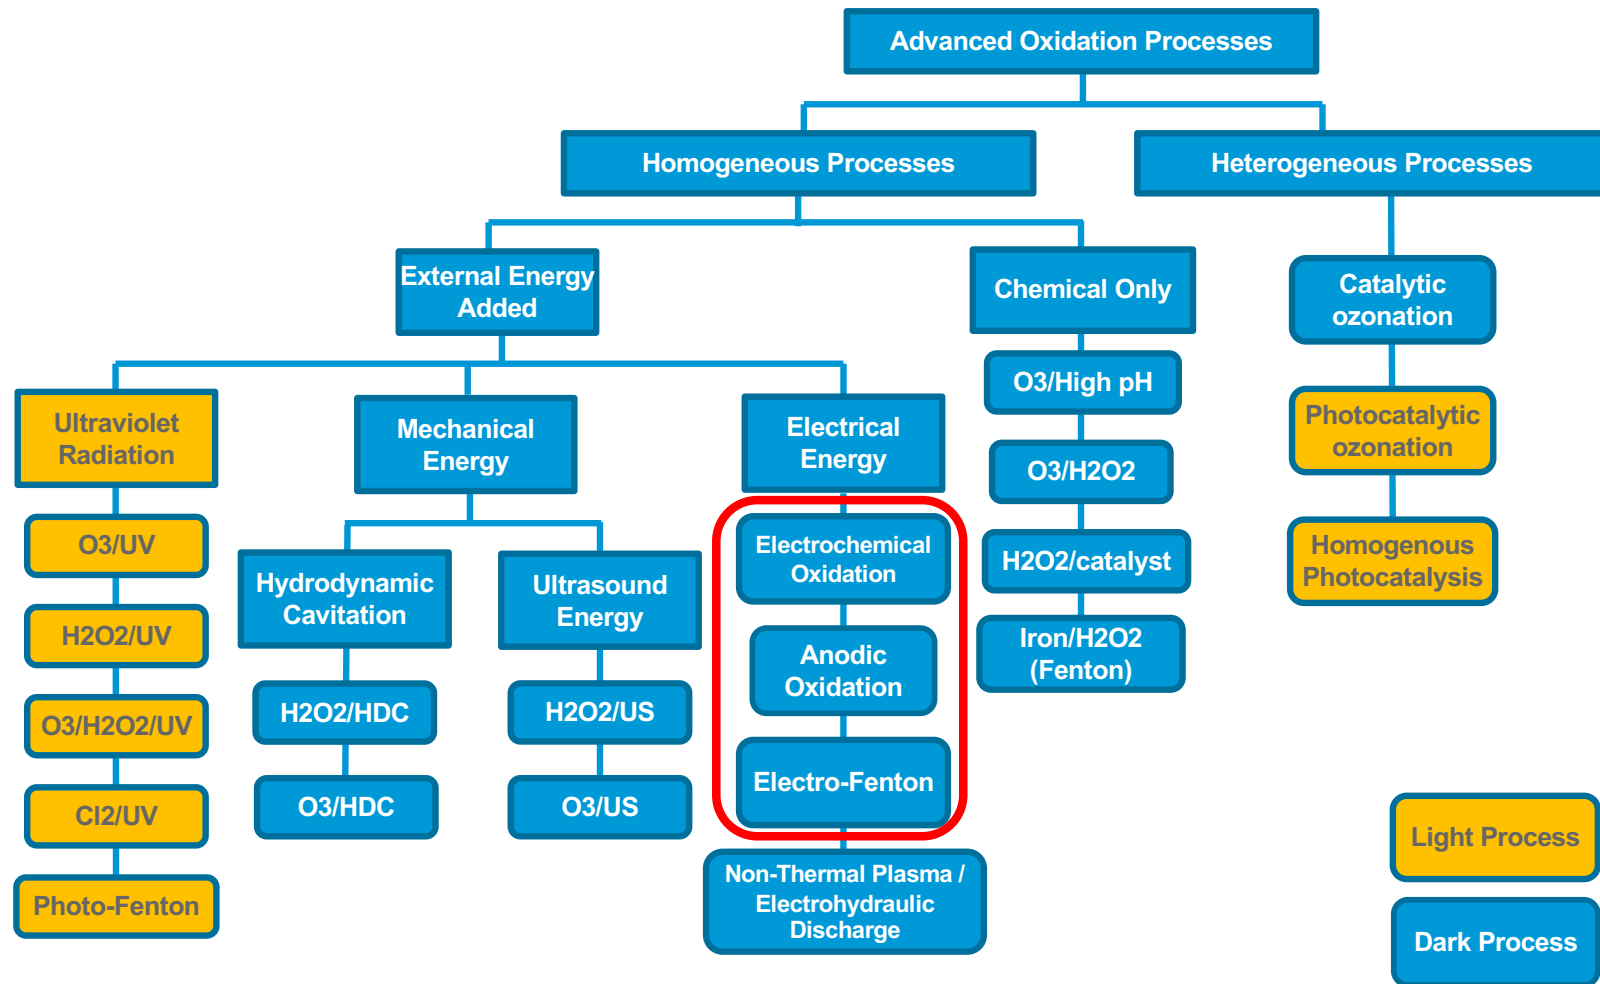 Advanced Oxidation Processes
Homogeneous Processes
Heterogeneous Processes
External Energy
Added
Chemical Only
Catalytic
ozonation
O3/High pH
Ultraviolet
Radiation
Mechanical
Energy
Electrical
Energy
Photocatalytic
ozonation
O3/H2O2
O3/UV
Electrochemical
Oxidation
H2O2/catalyst
Homogenous
Photocatalysis
Hydrodynamic
Cavitation
Ultrasound
Energy
H2O2/UV
Anodic
Oxidation
Iron/H2O2
(Fenton)
O3/H2O2/UV
H2O2/HDC
H2O2/US
Electro-Fenton
Cl2/UV
O3/HDC
O3/US
Light Process
Photo-Fenton
Non-Thermal Plasma /
Electrohydraulic
Discharge
Dark Process